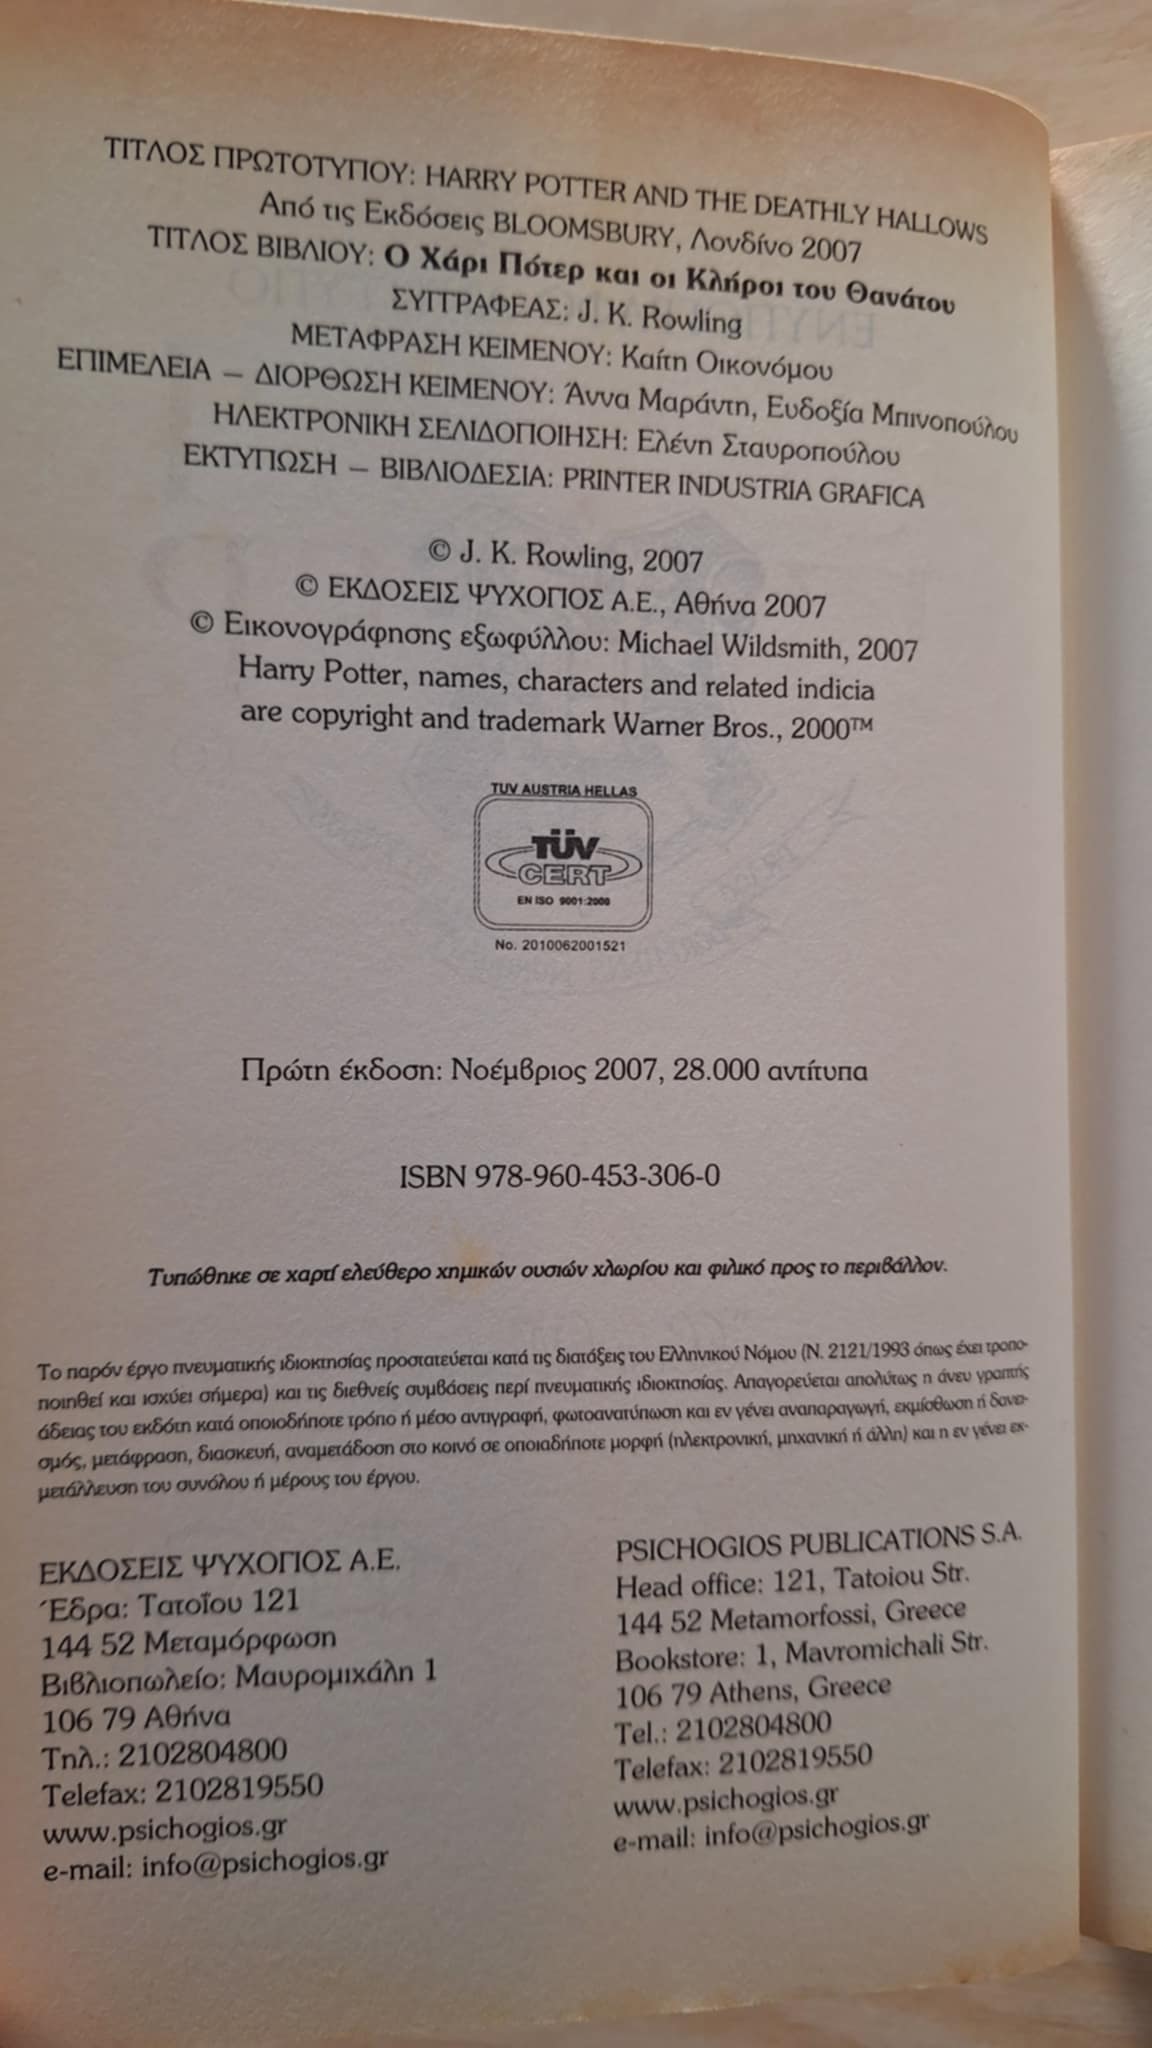 ΤΙΤΛΟΣ ΠΡΩΤΟΤΥΠΟΥ: HARRY POTTER AND THE DEATHLY HALLOWS
Από τις Εκδόσεις BLOOMSBURY, Λονδίνο 2007
ΤΙΤΛΟΣ ΒΙΒΛΙΟΥ: Ο Χάρι Πότερ και οι Κλήροι του Θανάτου
ΣΥΓΓΡΑΦΕΑΣ: J. K. Rowling
ΜΕΤΑΦΡΑΣΗ ΚΕΙΜΕΝΟΥ: Καίτη Οικονόμου
ΕΠΙΜΕΛΕΙΑ – ΔΙΟΡΘΩΣΗ ΚΕΙΜΕΝΟΥ: Άννα Μαράντη, Ευδοξία Μπινοπούλου
ΗΛΕΚΤΡΟΝΙΚΗ ΣΕΛΙΔΟΠΟΙΗΣΗ: Ελένη Σταυροπούλου
ΕΚΤΥΠΩΣΗ – ΒΙΒΛΙΟΔΕΣΙΑ: PRINTER INDUSTRIA GRAFICA
© J. K. Rowling, 2007
© ΕΚΔΟΣΕΙΣ ΨΥΧΟΓΙΟΣ Α.Ε., Αθήνα 2007
© Εικονογράφησης εξωφύλλου: Michael Wildsmith, 2007
Harry Potter, names, characters and related indicia
are copyright and trademark Warner Bros., 2000™
TUV AUSTRIA HELLAS
TÜV
CERT
EN ISO 9001:2000
No. 2010062001521
Πρώτη έκδοση: Νοέμβριος 2007, 28.000 αντίτυπα
ISBN 978-960-453-306-0
Τυπώθηκε σε χαρτί ελεύθερο χημικών ουσιών χλωρίου και φιλικό προς το περιβάλλον.
Το παρόν έργο πνευματικής ιδιοκτησίας προστατεύεται κατά τις διατάξεις του Ελληνικού Νόμου (Ν. 2121/1993 όπως έχει τροπο-
ποιηθεί και ισχύει σήμερα) και τις διεθνείς συμβάσεις περί πνευματικής ιδιοκτησίας. Απαγορεύεται απολύτως η άνευ γραπτής
άδειας του εκδότη κατά οποιοδήποτε τρόπο ή μέσο αντιγραφή, φωτοανατύπωση και εν γένει αναπαραγωγή, εκμίσθωση ή δανει-
σμός, μετάφραση, διασκευή, αναμετάδοση στο κοινό σε οποιαδήποτε μορφή (ηλεκτρονική, μηχανική ή άλλη) και η εν γένει εκ-
μετάλλευση του συνόλου ή μέρους του έργου.
ΕΚΔΟΣΕΙΣ ΨΥΧΟΓΙΟΣ Α.Ε.
Έδρα: Τατοΐου 121
144 52 Μεταμόρφωση
Βιβλιοπωλείο: Μαυρομιχάλη 1
106 79 Αθήνα
Τηλ.: 2102804800
Telefax: 2102819550
www.psichogios.gr
e-mail: info@psichogios.gr
PSICHOGIOS PUBLICATIONS S.A.
Head office: 121, Tatoiou Str.
144 52 Metamorfossi, Greece
Bookstore: 1, Mavromichali Str.
106 79 Athens, Greece
Tel.: 2102804800
Telefax: 2102819550
www.psichogios.gr
e-mail: info@psichogios.gr